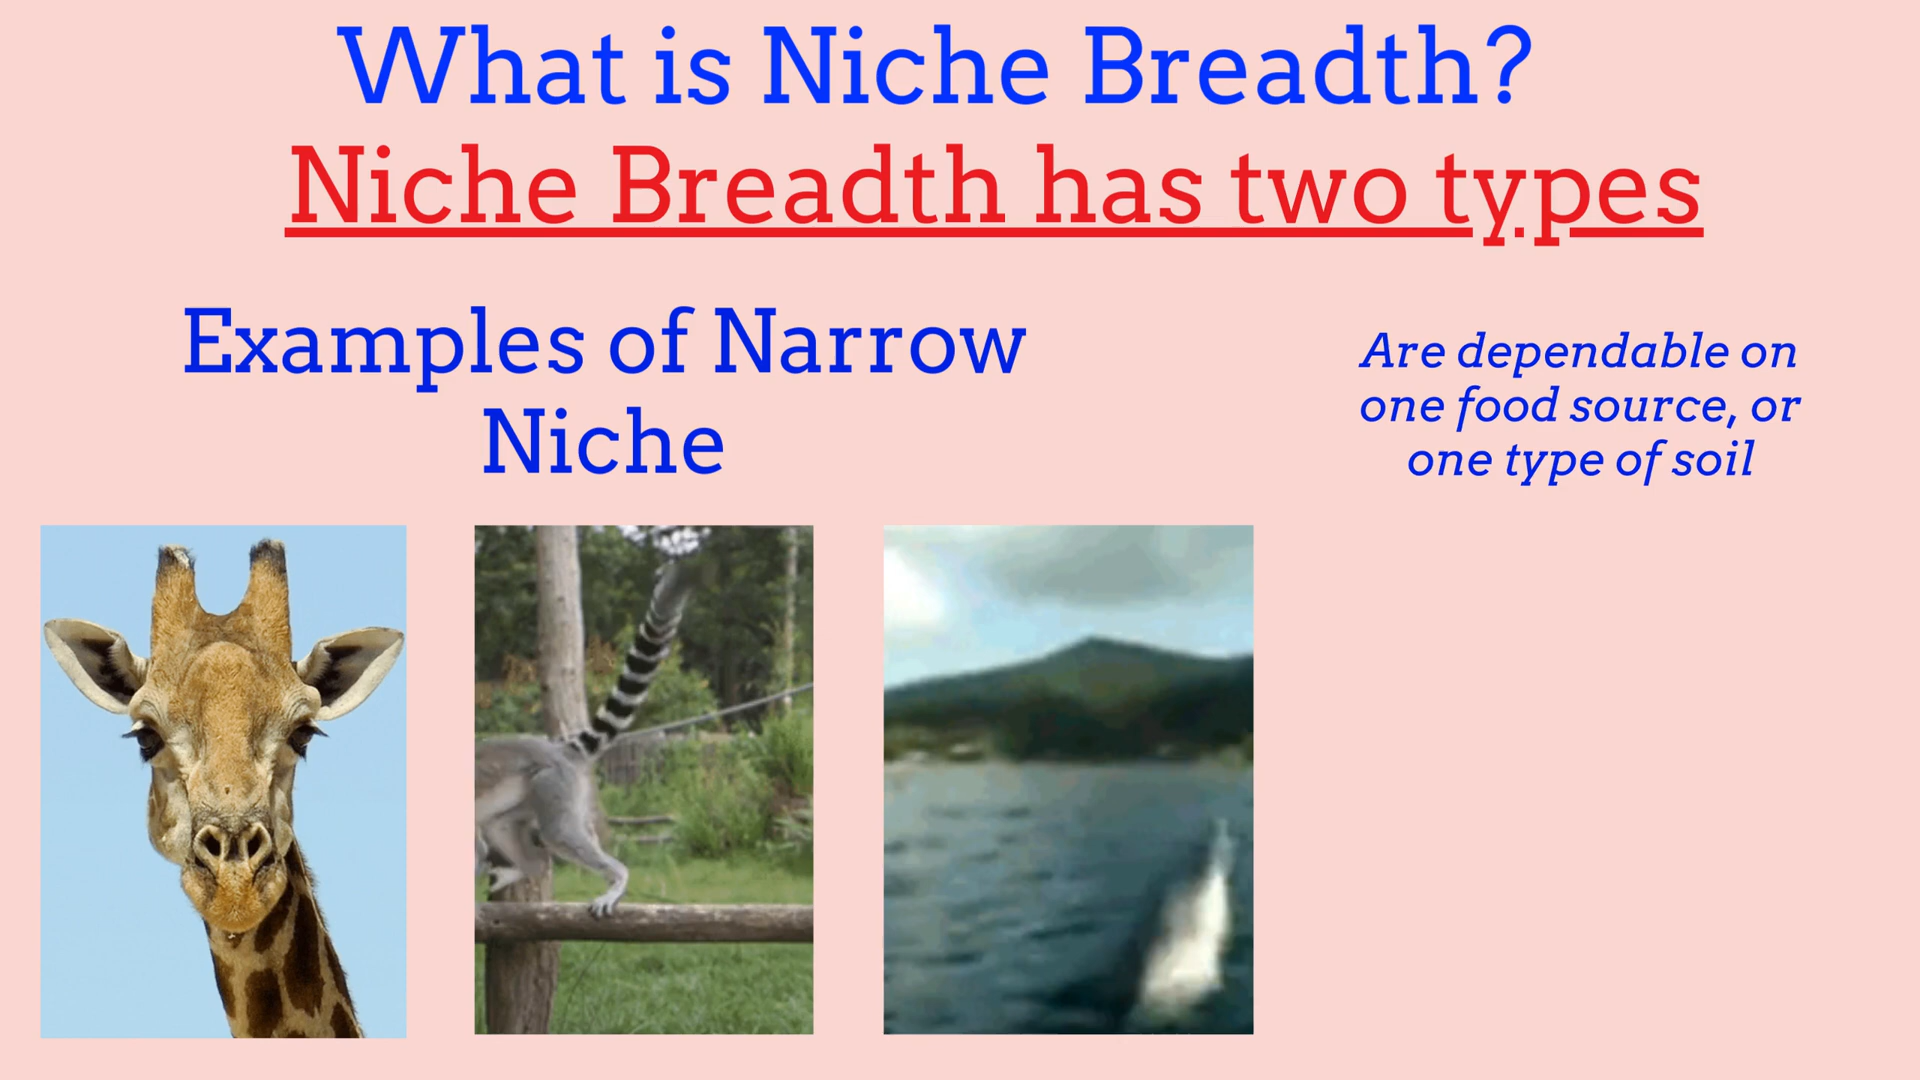 What is Niche Breadth?
Niche Breadth has two types
Examples of Narrow
Niche
Are dependable on
one food source, or
one type of soil